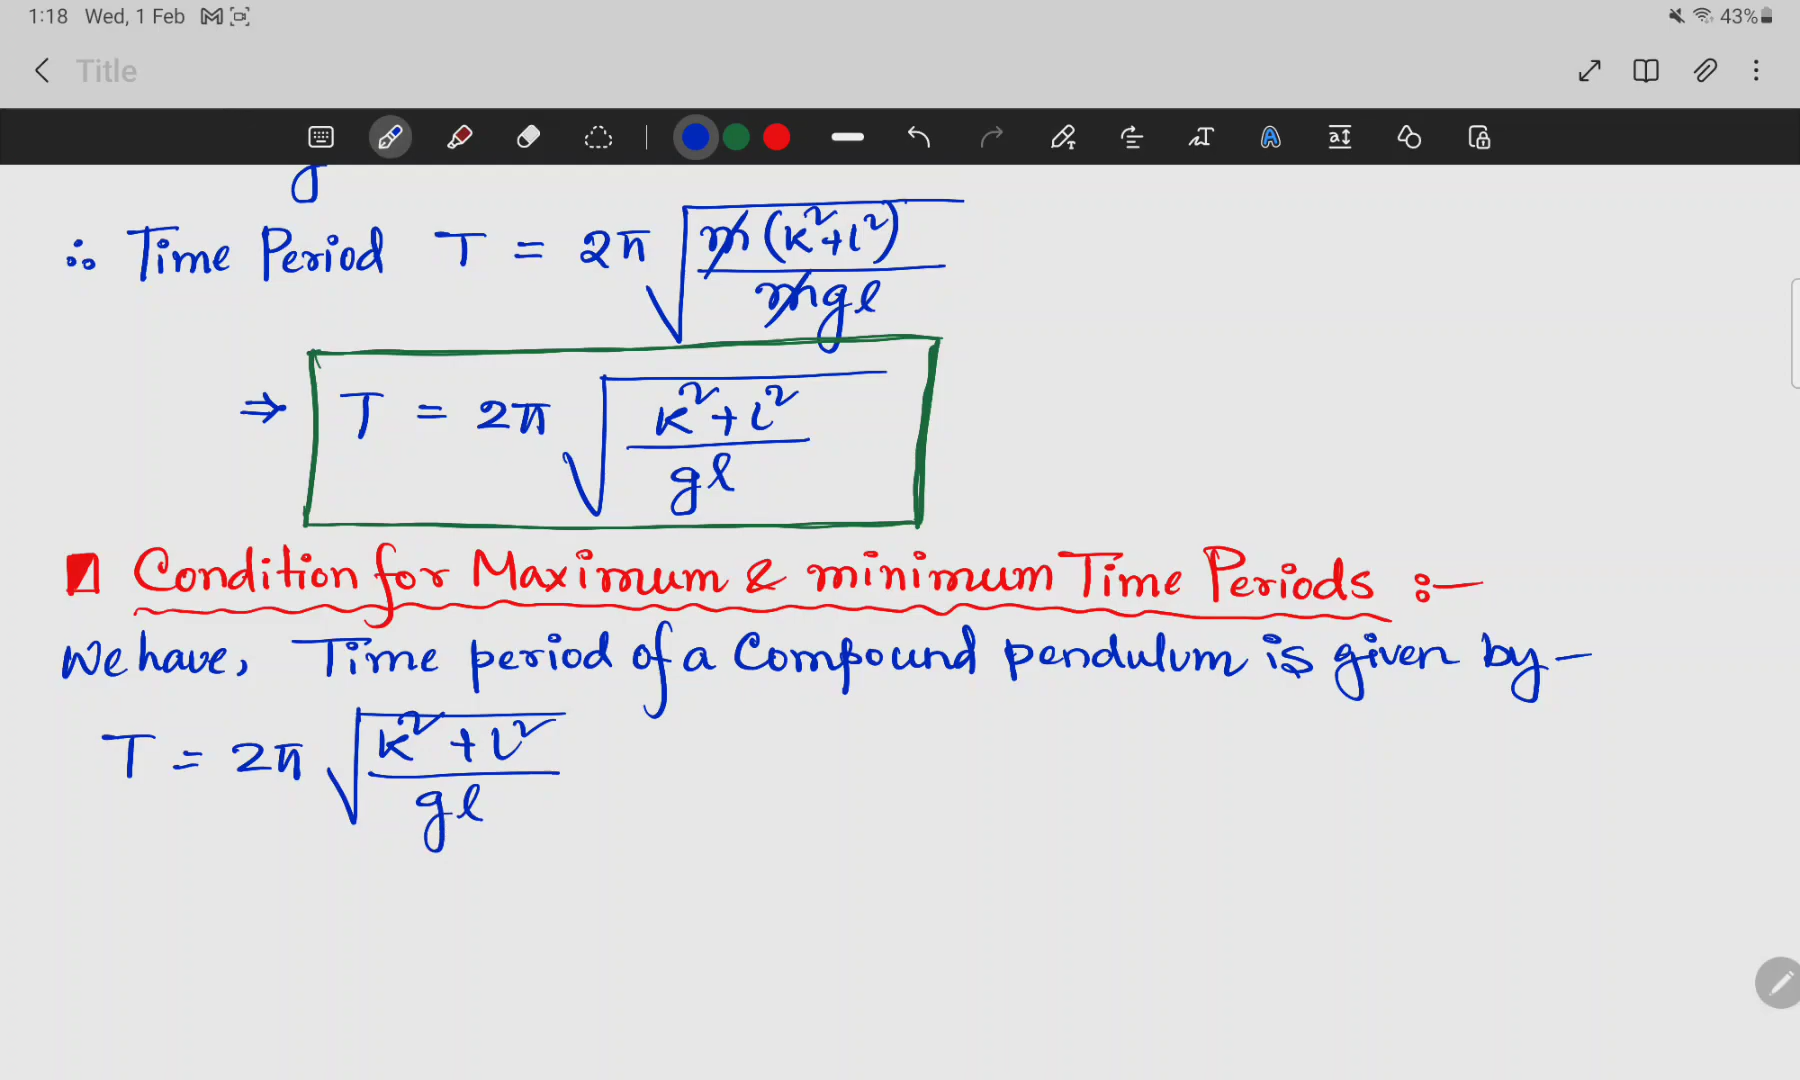 1:18 Wed, 1 Feb 43%
Title
g
∴ Time Period T = 2π √(m(k²+l²)/mgl)
⇒ T = 2π √((k²+l²)/gl)
Condition for Maximum & minimum Time Periods :-
We have, Time period of a Compound pendulum is given by -
T = 2π √((k²+l²)/gl)